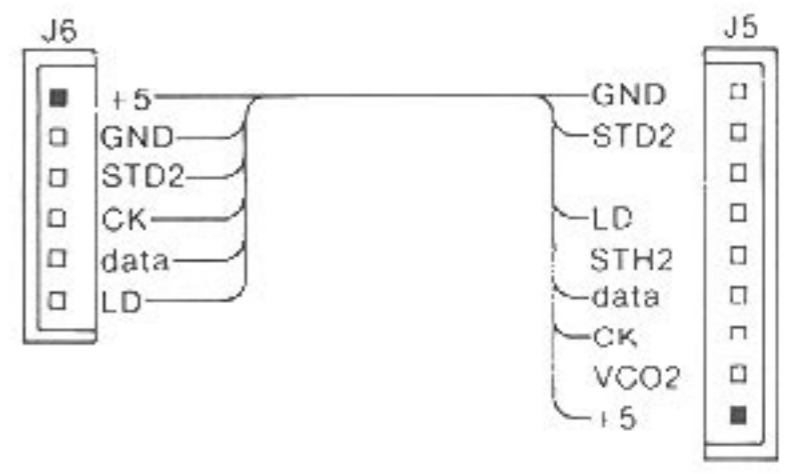 J6
+5
GND
STD2
CK
data
LD
J5
GND
STD2
LD
STH2
data
CK
VCO2
+5